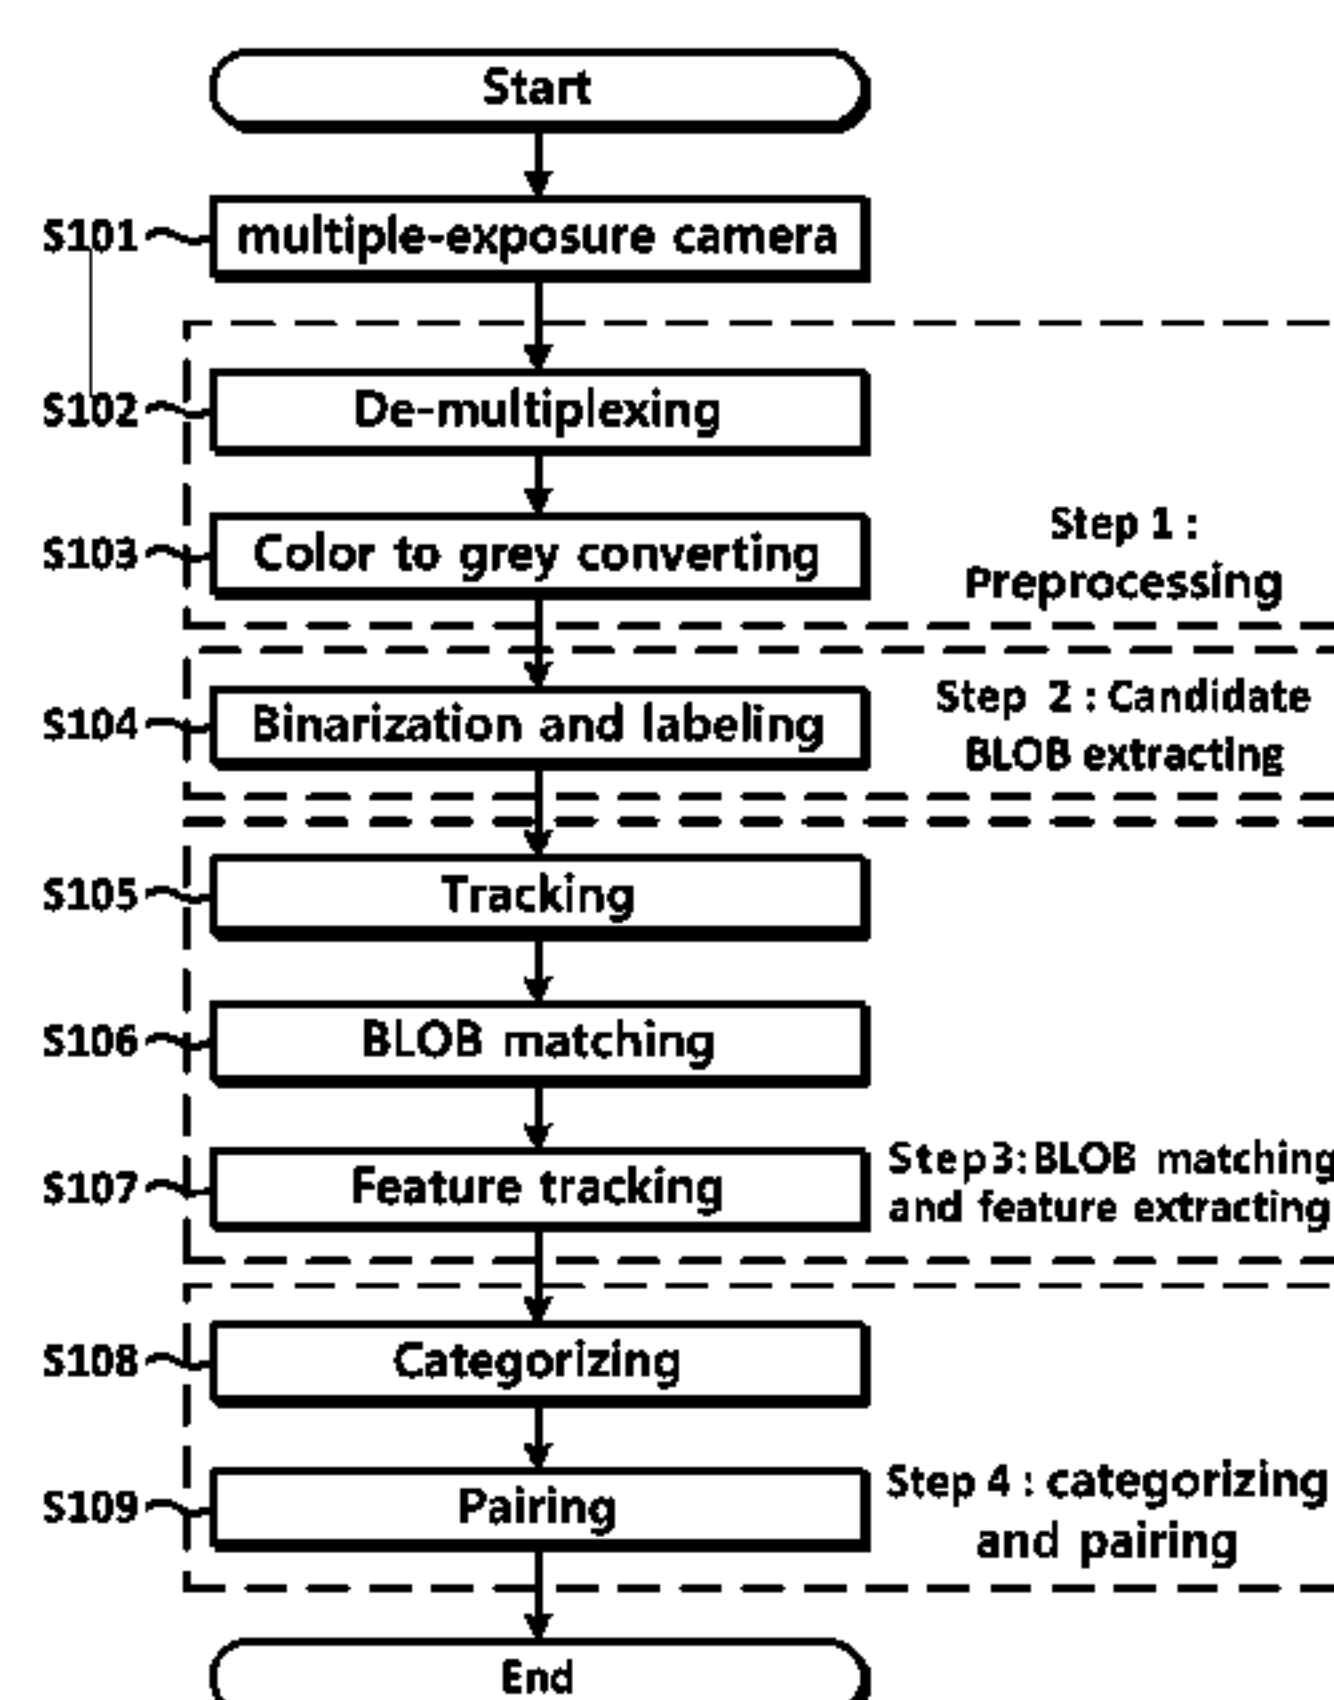 Start
S101 multiple-exposure camera
S102 De-multiplexing
S103 Color to grey converting
Step 1 :
Preprocessing
S104 Binarization and labeling
Step 2 : Candidate
BLOB extracting
S105 Tracking
S106 BLOB matching
S107 Feature tracking
Step3: BLOB matching
and feature extracting
S108 Categorizing
S109 Pairing
Step 4 : categorizing
and pairing
End